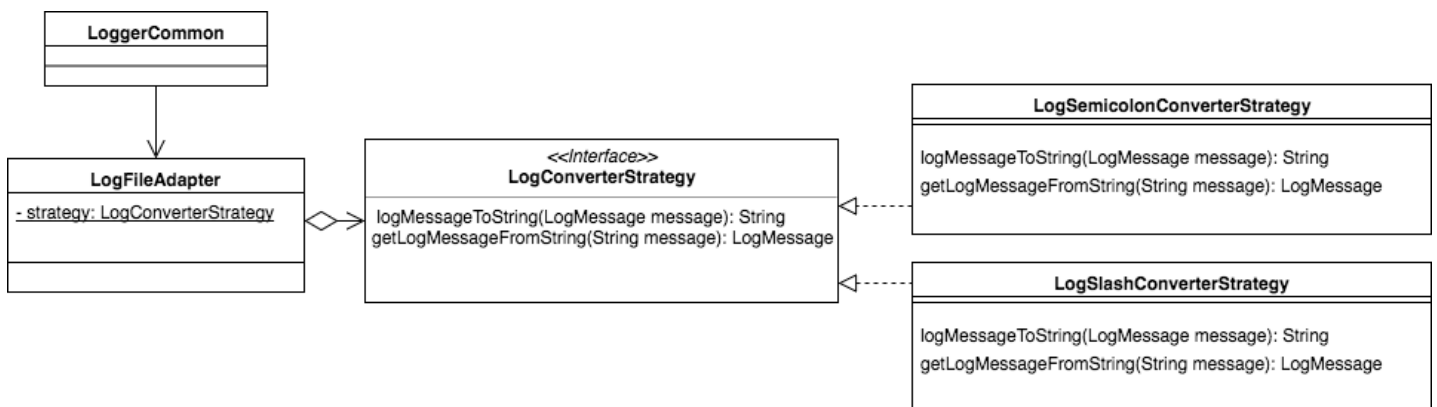 LoggerCommon
LogFileAdapter
- strategy: LogConverterStrategy
<<Interface>>
LogConverterStrategy
logMessageToString(LogMessage message): String
getLogMessageFromString(String message): LogMessage
LogSemicolonConverterStrategy
logMessageToString(LogMessage message): String
getLogMessageFromString(String message): LogMessage
LogSlashConverterStrategy
logMessageToString(LogMessage message): String
getLogMessageFromString(String message): LogMessage